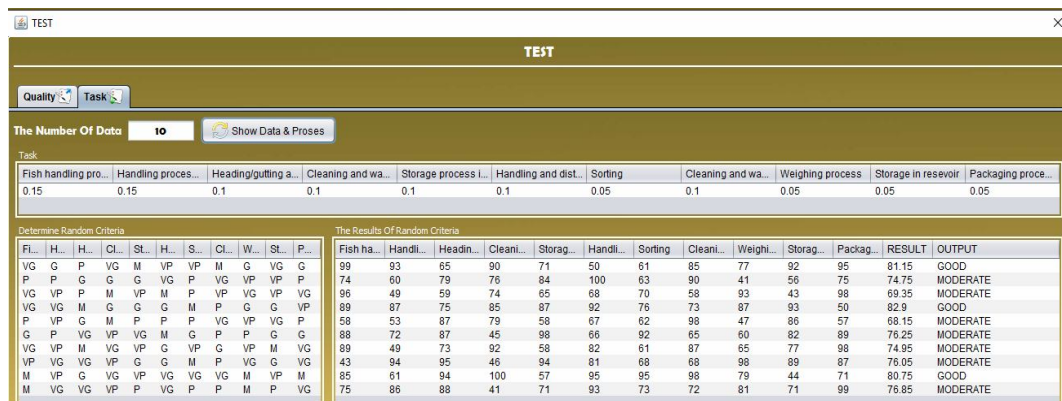 TEST
TEST
Quality Task
The Number Of Data 10 Show Data & Proses
Task
Fish handling pro... Handling proces... Heading/gutting a... Cleaning and wa... Storage process i... Handling and dist... Sorting Cleaning and wa... Weighing process Storage in resevoir Packaging proce...
0.15 0.15 0.1 0.1 0.1 0.1 0.05 0.1 0.05 0.05 0.05
Determine Random Criteria The Results Of Random Criteria
Fi... H... H... Cl... St... H... S... Cl... W... St... P... Fish ha... Handli... Headin... Cleani... Storag... Handli... Sorting Cleani... Weighi... Storag... Packag... RESULT OUTPUT
VG G P VG M VP VP M G VG G 99 93 65 90 71 50 61 85 77 92 95 81.15 GOOD
P P G G G VG P VG VP VP P 74 60 79 76 84 100 63 90 41 56 75 74.75 MODERATE
VG VP P M VP M P VP VG VP VG 96 49 59 74 65 68 70 58 93 43 98 69.35 MODERATE
VG VG M G G G M P G G VP 89 87 75 85 87 92 76 73 87 93 50 82.9 GOOD
P VP G M P P P VG VP VG P 58 53 87 79 58 67 62 98 47 86 57 68.15 MODERATE
G P VG VP VG M G P P G G 88 72 87 45 98 66 92 65 60 82 89 76.25 MODERATE
VG VP M VG VP G VP G VP M VG 89 49 73 92 58 82 61 87 65 77 98 74.95 MODERATE
VP VG VG VP G G M P VG G VG 43 94 95 46 94 81 68 68 98 89 87 76.05 MODERATE
M VP G VG VP VG VG VG M VP M 85 61 94 100 57 95 95 98 79 44 71 80.75 GOOD
M VG VG VP P VG P P M P VG 75 86 88 41 71 93 73 72 81 71 99 76.85 MODERATE